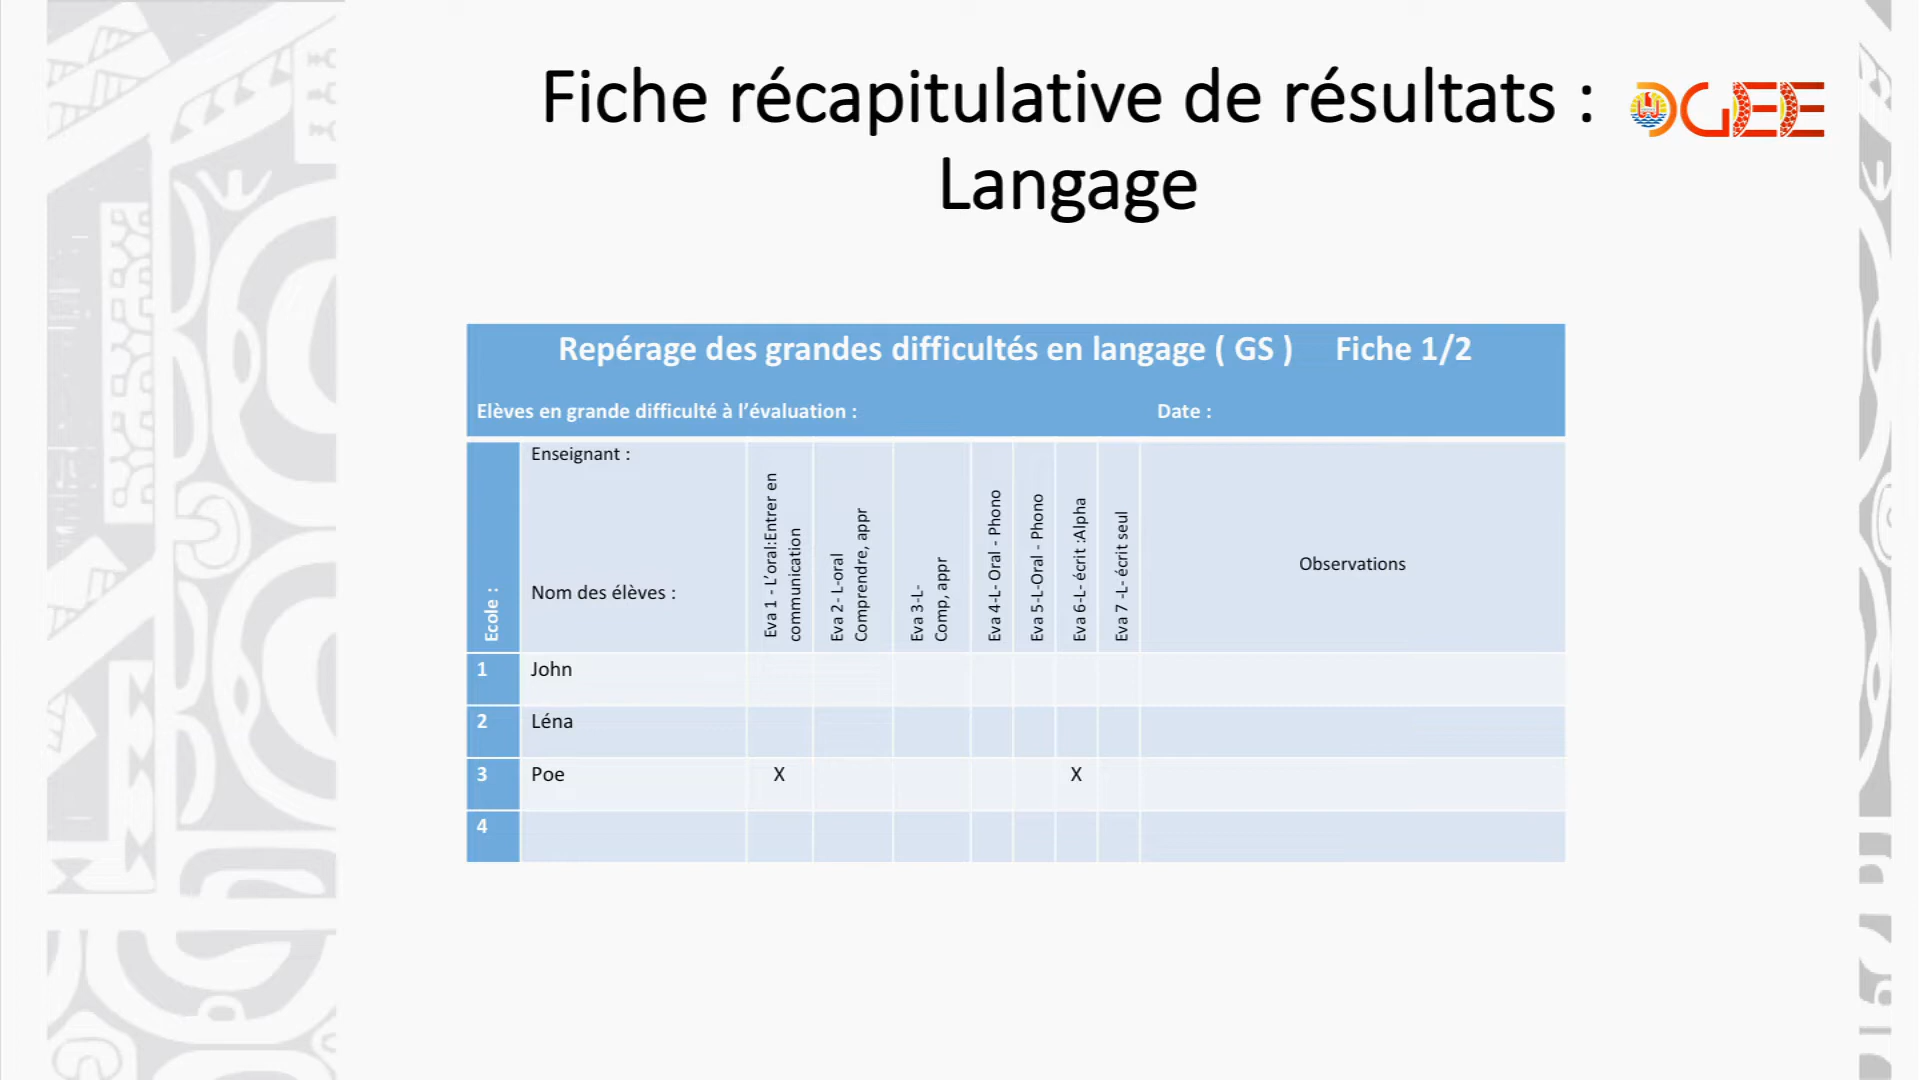 Fiche récapitulative de résultats :
Langage
DGEE
Repérage des grandes difficultés en langage ( GS ) Fiche 1/2
Elèves en grande difficulté à l’évaluation : Date :
Ecole :
Enseignant :
Nom des élèves :
Eva 1 - L’oral:Entrer en
communication
Eva 2- L-oral
Comprendre, appr
Eva 3-L-
Comp, appr
Eva 4-L- Oral - Phono
Eva 5-L-Oral - Phono
Eva 6-L- écrit :Alpha
Eva 7 -L- écrit seul
Observations
1 John
2 Léna
3 Poe X X
4